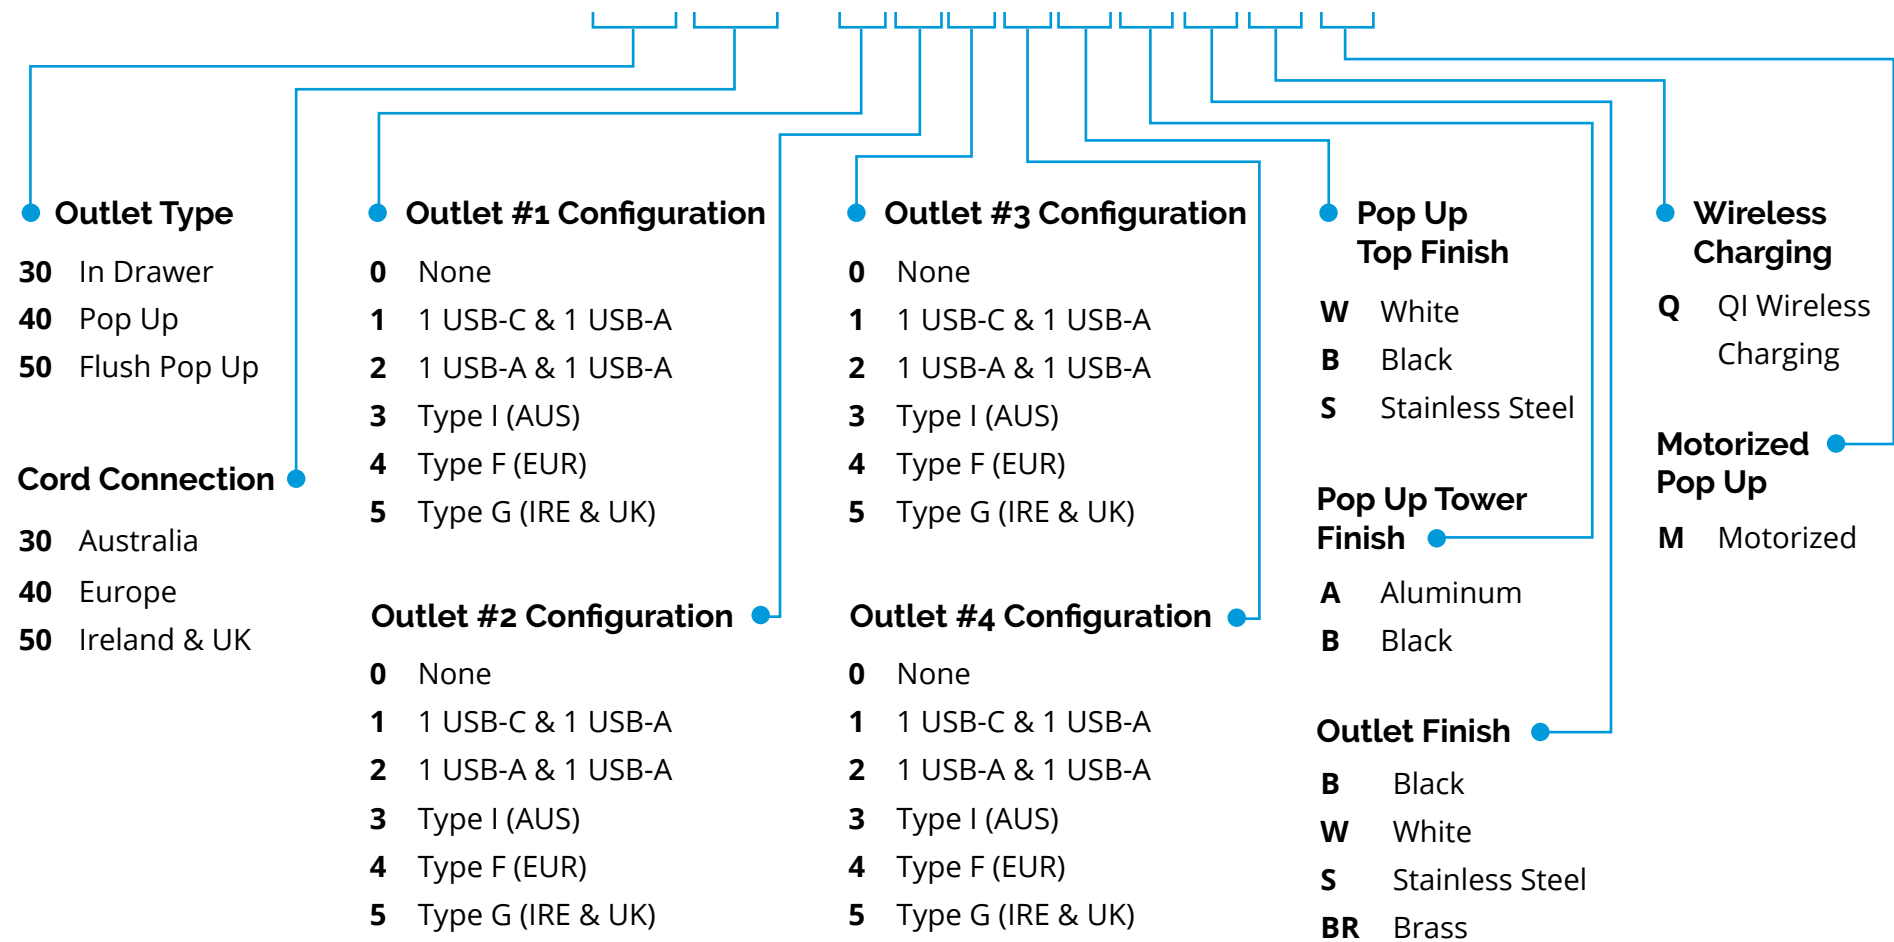 Outlet Type
30 In Drawer
40 Pop Up
50 Flush Pop Up
Cord Connection
30 Australia
40 Europe
50 Ireland & UK
Outlet #1 Configuration
0 None
1 1 USB-C & 1 USB-A
2 1 USB-A & 1 USB-A
3 Type I (AUS)
4 Type F (EUR)
5 Type G (IRE & UK)
Outlet #2 Configuration
0 None
1 1 USB-C & 1 USB-A
2 1 USB-A & 1 USB-A
3 Type I (AUS)
4 Type F (EUR)
5 Type G (IRE & UK)
Outlet #3 Configuration
0 None
1 1 USB-C & 1 USB-A
2 1 USB-A & 1 USB-A
3 Type I (AUS)
4 Type F (EUR)
5 Type G (IRE & UK)
Outlet #4 Configuration
0 None
1 1 USB-C & 1 USB-A
2 1 USB-A & 1 USB-A
3 Type I (AUS)
4 Type F (EUR)
5 Type G (IRE & UK)
Pop Up
Top Finish
W White
B Black
S Stainless Steel
Pop Up Tower
Finish
A Aluminum
B Black
Outlet Finish
B Black
W White
S Stainless Steel
BR Brass
Wireless
Charging
Q QI Wireless
Charging
Motorized
Pop Up
M Motorized